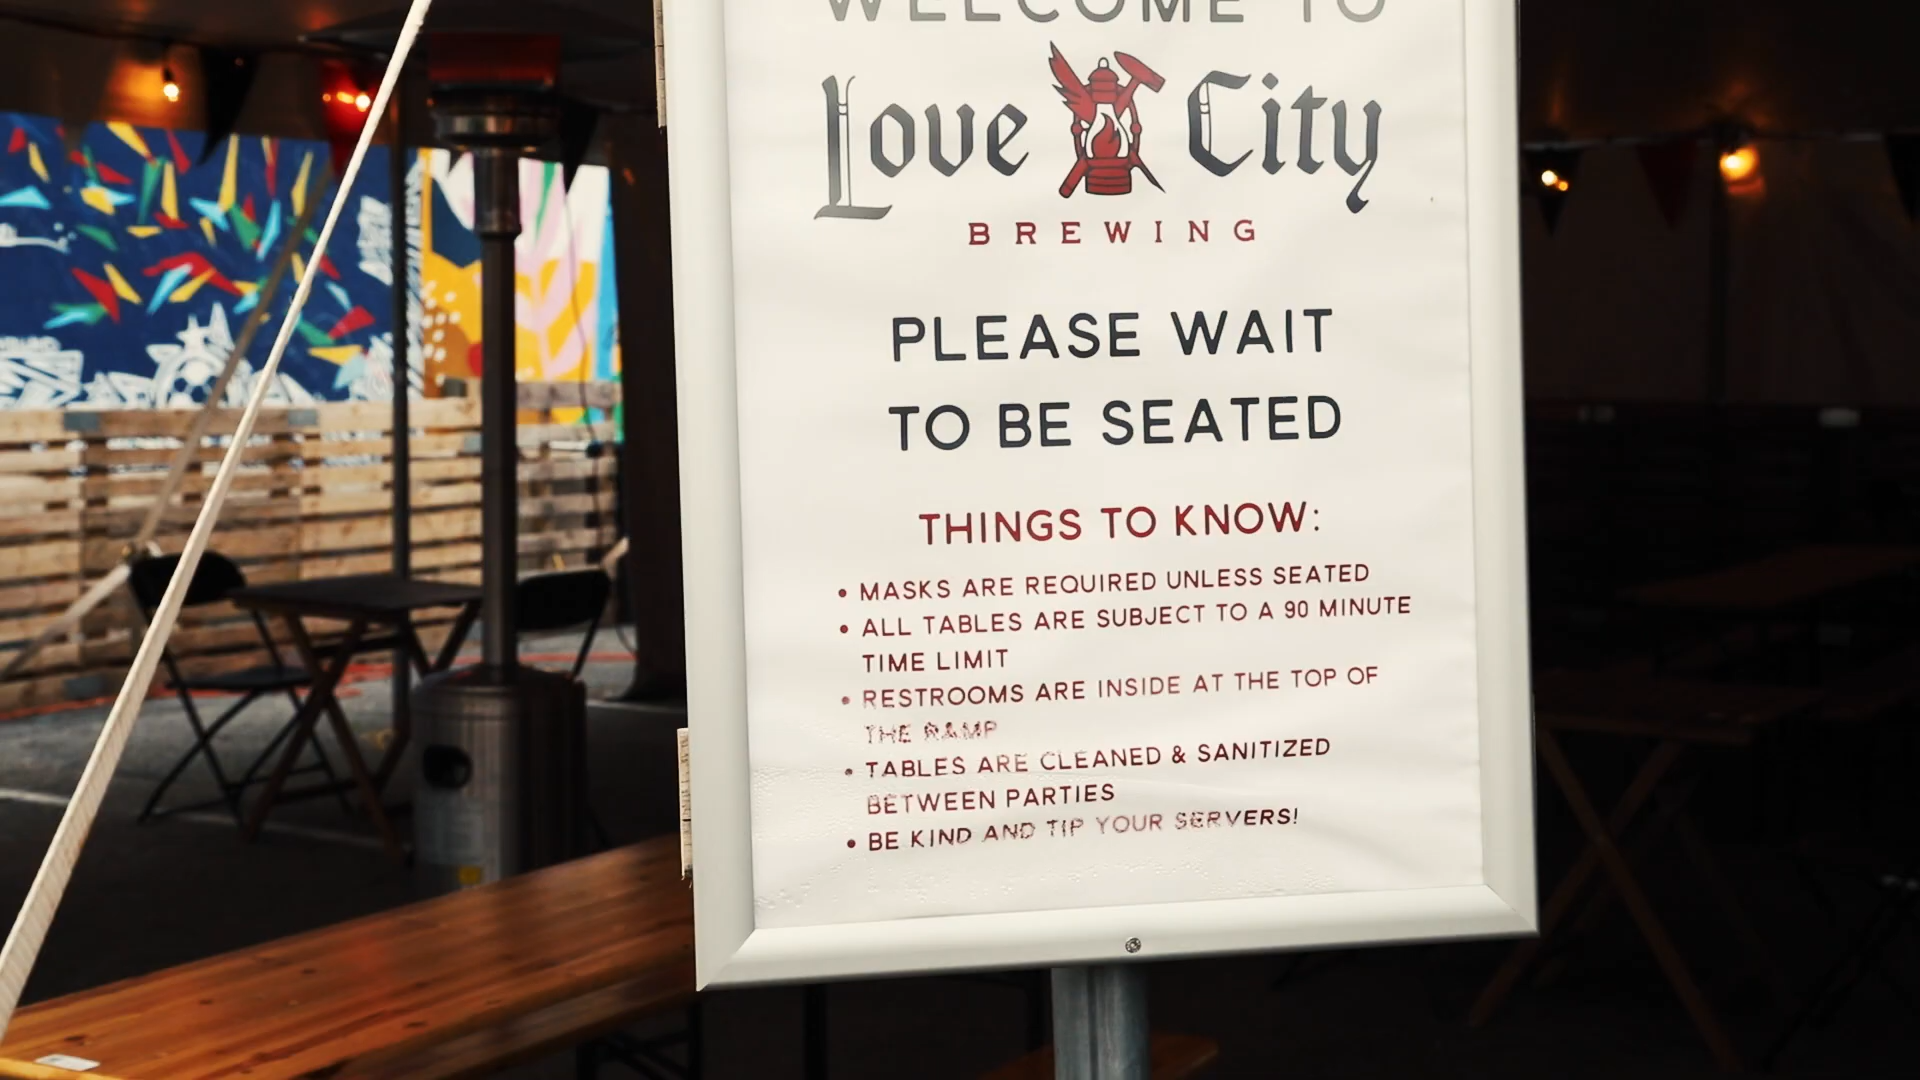 WELCOME TO
Love City
BREWING
PLEASE WAIT
TO BE SEATED
THINGS TO KNOW:
• MASKS ARE REQUIRED UNLESS SEATED
• ALL TABLES ARE SUBJECT TO A 90 MINUTE
TIME LIMIT
• RESTROOMS ARE INSIDE AT THE TOP OF
THE RAMP
• TABLES ARE CLEANED & SANITIZED
BETWEEN PARTIES
• BE KIND AND TIP YOUR SERVERS!